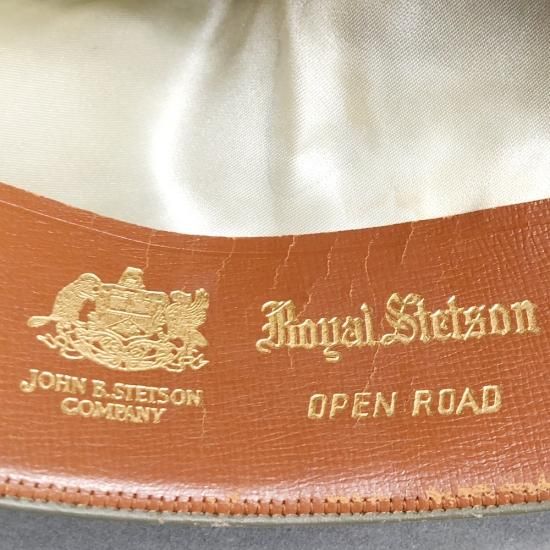 JOHN B. STETSON
COMPANY
Royal Stetson
OPEN ROAD